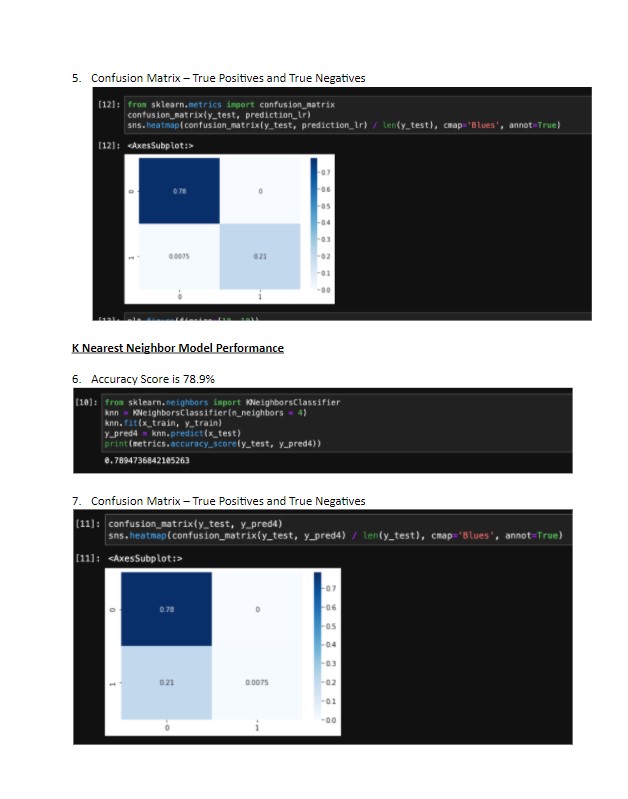 5. Confusion Matrix – True Positives and True Negatives
[12]: from sklearn.metrics import confusion_matrix
confusion_matrix(y_test, prediction_lr)
sns.heatmap(confusion_matrix(y_test, prediction_lr) / len(y_test), cmap='Blues', annot=True)
[12]: <AxesSubplot:>
0
0.78
0
1
0.0075
0.21
0
1
-0.7
-0.6
-0.5
-0.4
-0.3
-0.2
-0.1
-0.0
K Nearest Neighbor Model Performance
6. Accuracy Score is 78.9%
[10]: from sklearn.neighbors import KNeighborsClassifier
knn = KNeighborsClassifier(n_neighbors = 4)
knn.fit(x_train, y_train)
y_pred4 = knn.predict(x_test)
print(metrics.accuracy_score(y_test, y_pred4))
0.7894736842105263
7. Confusion Matrix – True Positives and True Negatives
[11]: confusion_matrix(y_test, y_pred4)
sns.heatmap(confusion_matrix(y_test, y_pred4) / len(y_test), cmap='Blues', annot=True)
[11]: <AxesSubplot:>
0
0.78
0
1
0.21
0.0075
0
1
-0.7
-0.6
-0.5
-0.4
-0.3
-0.2
-0.1
-0.0